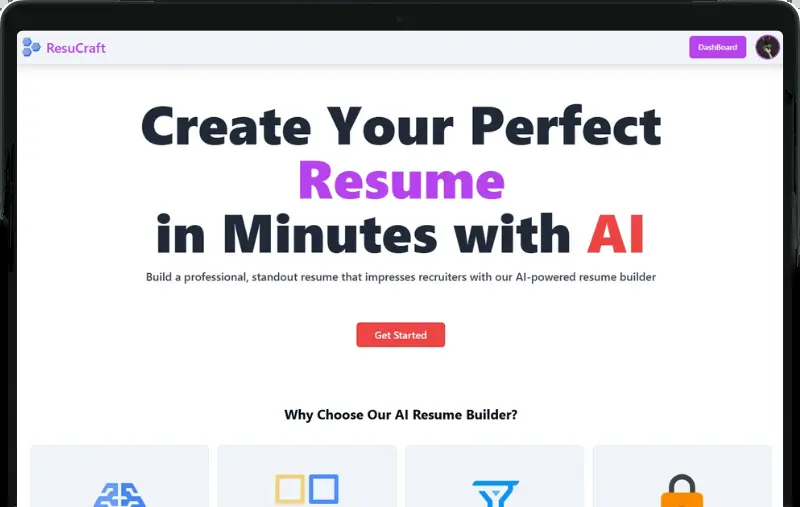 ResuCraft
DashBoard
Create Your Perfect
Resume
in Minutes with AI
Build a professional, standout resume that impresses recruiters with our AI-powered resume builder
Get Started
Why Choose Our AI Resume Builder?